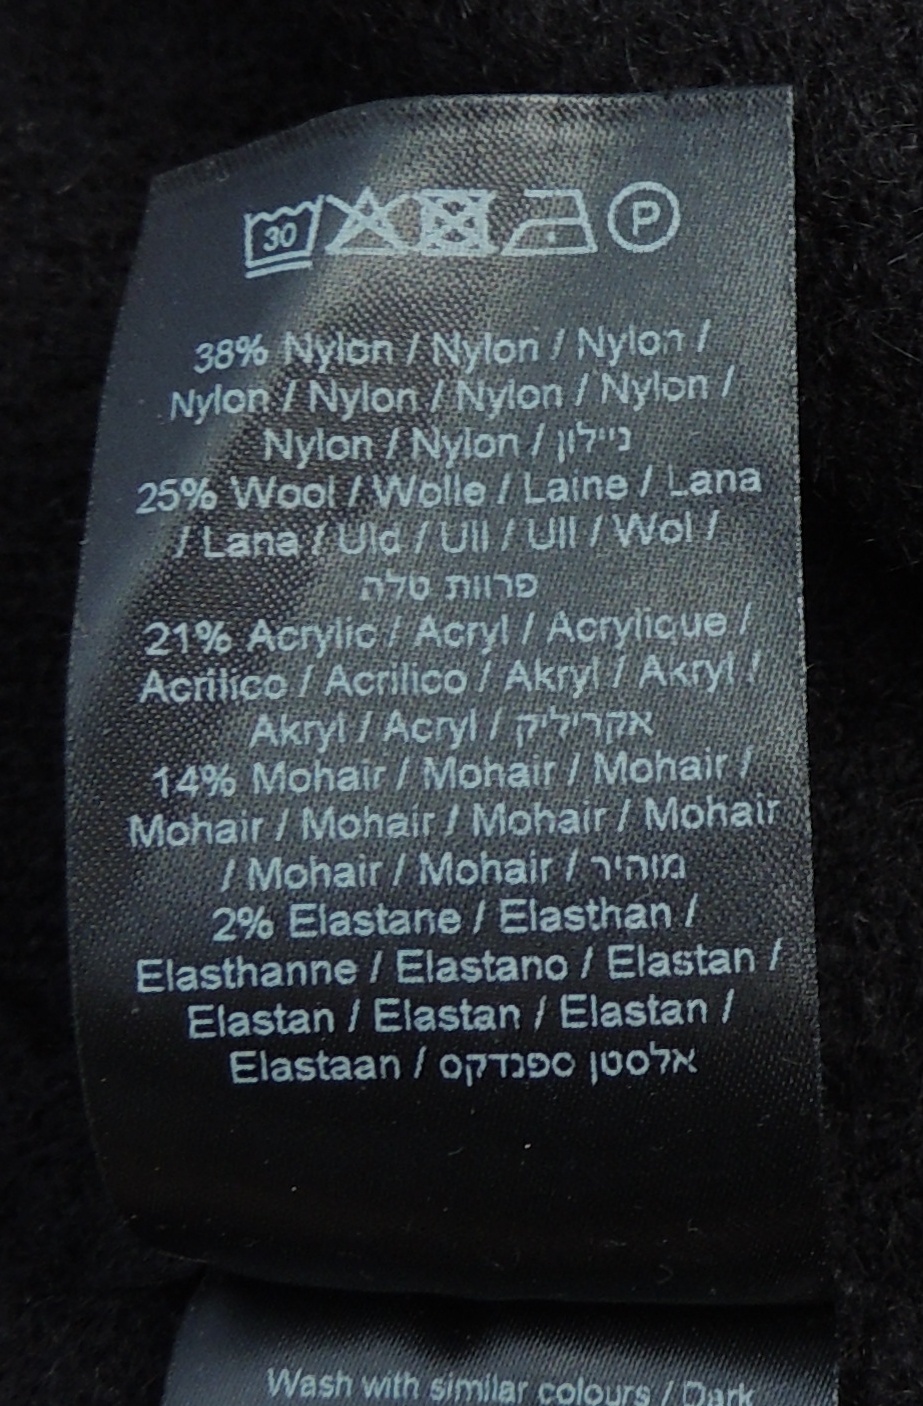 30 P
38% Nylon / Nylon / Nylon /
Nylon / Nylon / Nylon / Nylon /
Nylon / Nylon / ניילון
25% Wool / Wolle / Laine / Lana
/ Lana / Uld / Ull / Ull / Wol /
פרוות טלה
21% Acrylic / Acryl / Acrylique /
Acrilico / Acrilico / Akryl / Akryl /
Akryl / Acryl / אקריליק
14% Mohair / Mohair / Mohair /
Mohair / Mohair / Mohair / Mohair
/ Mohair / Mohair / מוהיר
2% Elastane / Elasthan /
Elasthanne / Elastano / Elastan /
Elastan / Elastan / Elastan /
Elastaan / אלסטן ספנדקס
Wash with similar colours / Dark